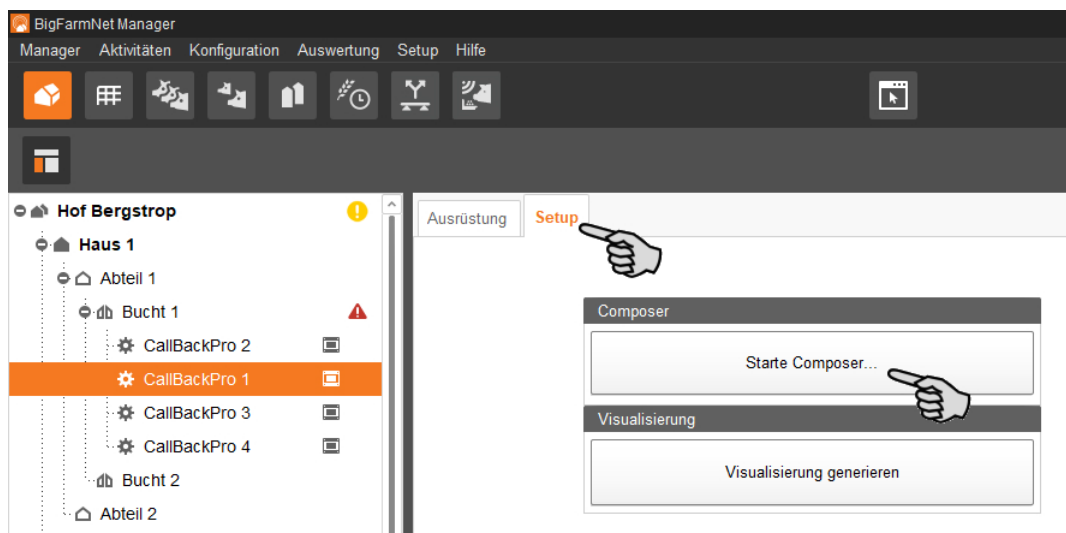 BigFarmNet Manager
Manager Aktivitäten Konfiguration Auswertung Setup Hilfe
Hof Bergstrop
Haus 1
Abteil 1
Bucht 1
CallBackPro 2
CallBackPro 1
CallBackPro 3
CallBackPro 4
Bucht 2
Abteil 2
Ausrüstung Setup
Composer
Starte Composer...
Visualisierung
Visualisierung generieren